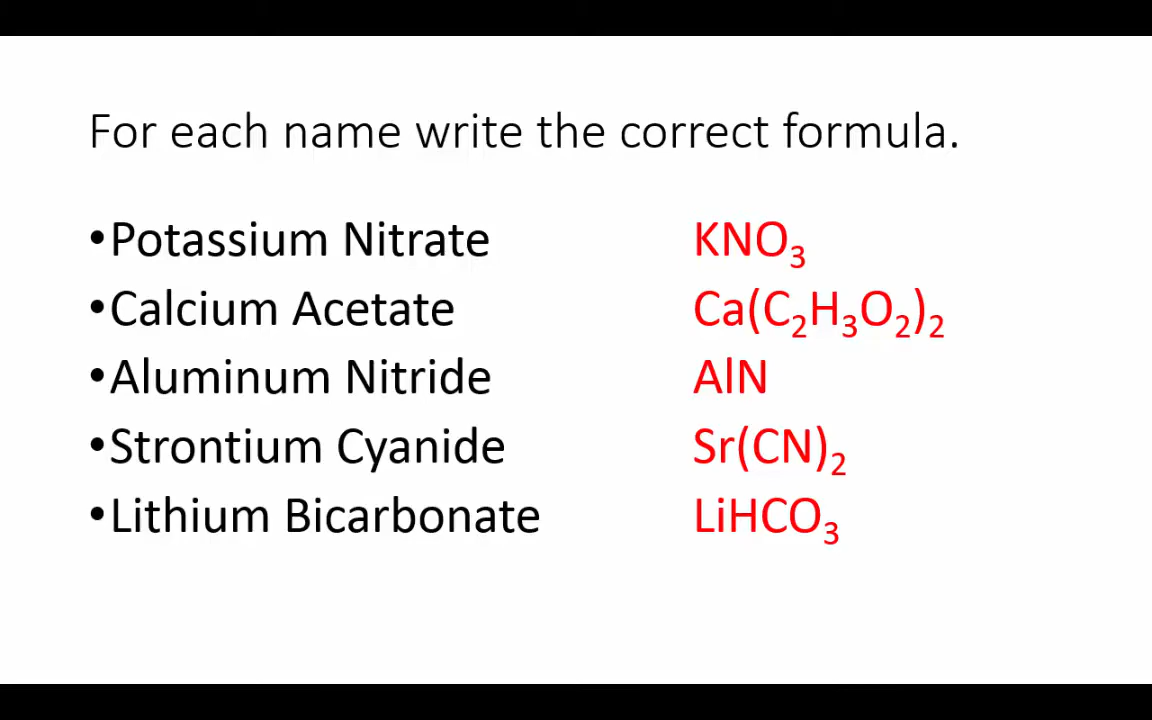 For each name write the correct formula.
•Potassium Nitrate KNO₃
•Calcium Acetate Ca(C₂H₃O₂)₂
•Aluminum Nitride AlN
•Strontium Cyanide Sr(CN)₂
•Lithium Bicarbonate LiHCO₃